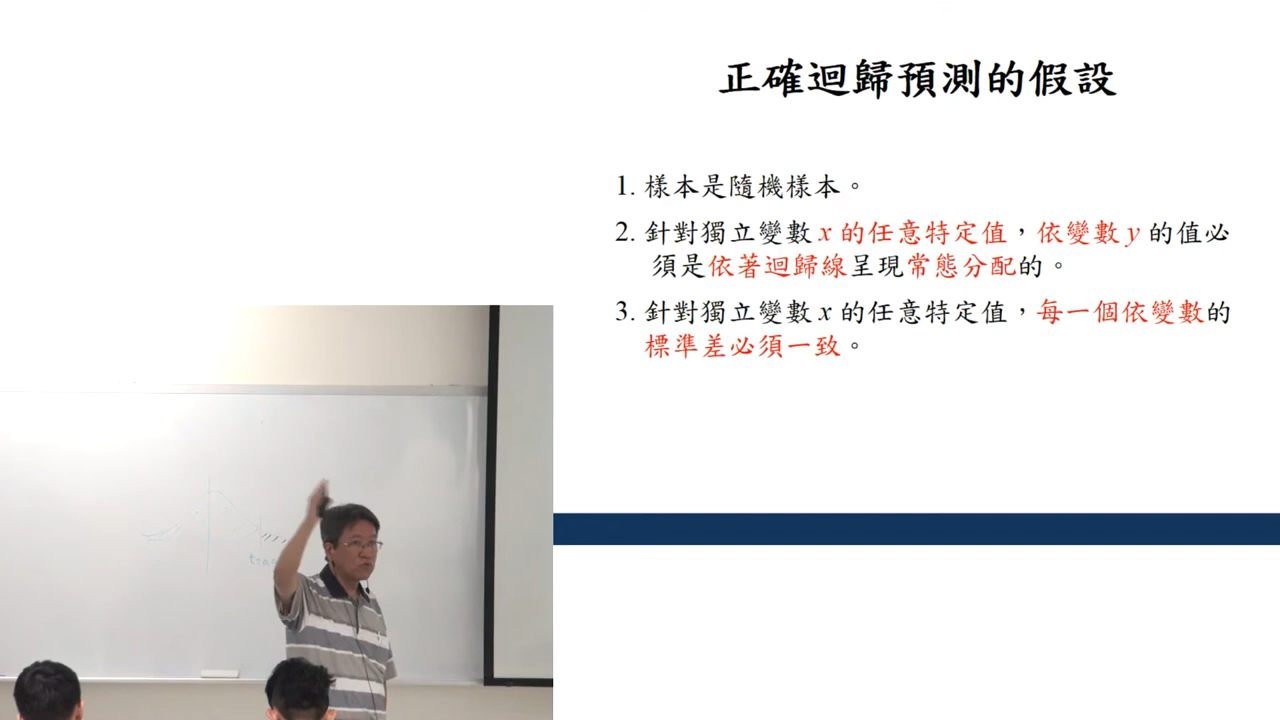 正確迴歸預測的假設
1. 樣本是隨機樣本。
2. 針對獨立變數 x 的任意特定值，依變數 y 的值必
須是依著迴歸線呈現常態分配的。
3. 針對獨立變數 x 的任意特定值，每一個依變數的
標準差必須一致。